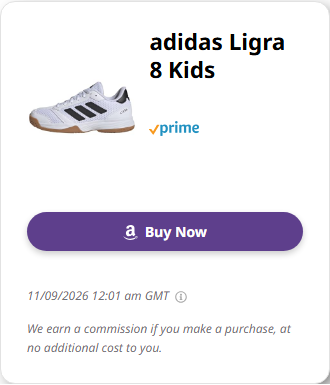 adidas Ligra
8 Kids
prime
Buy Now
11/09/2026 12:01 am GMT
We earn a commission if you make a purchase, at
no additional cost to you.